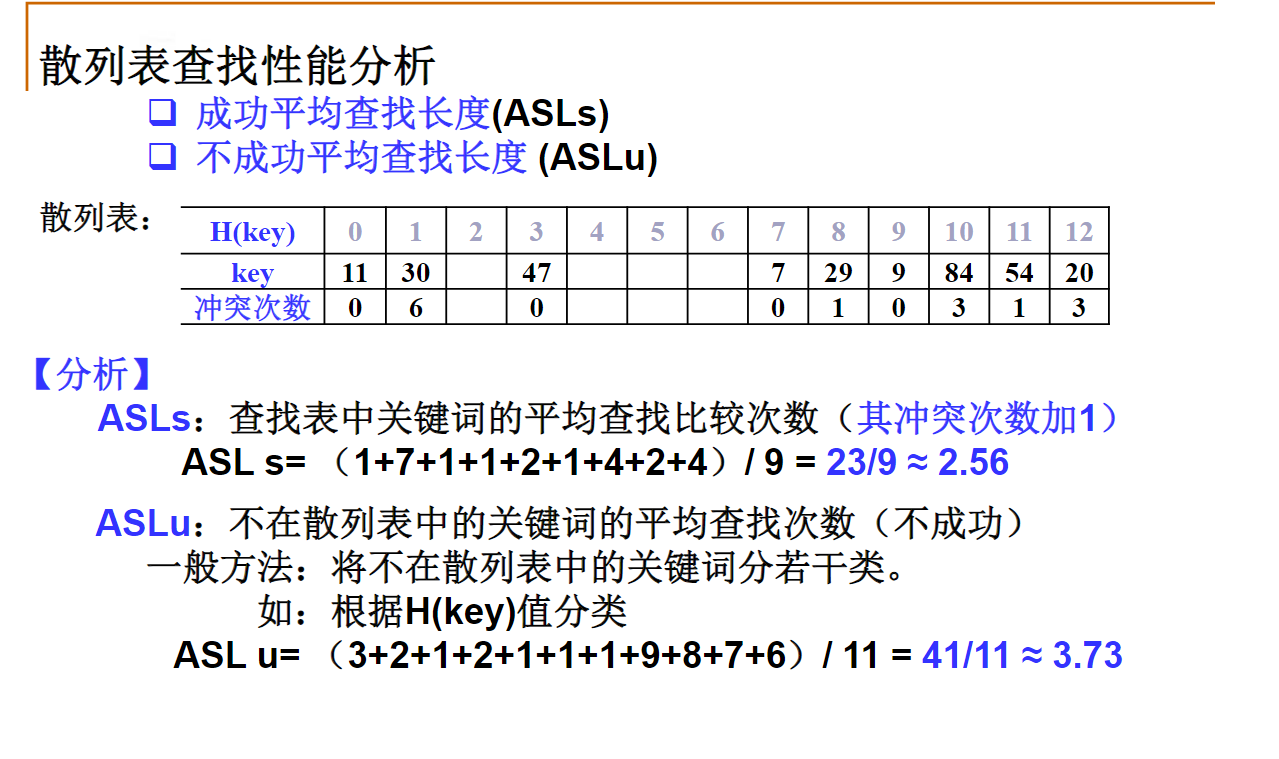 散列表查找性能分析
❑ 成功平均查找长度(ASLs)
❑ 不成功平均查找长度 (ASLu)
散列表：
H(key) 0 1 2 3 4 5 6 7 8 9 10 11 12
key 11 30 47 7 29 9 84 54 20
冲突次数 0 6 0 0 1 0 3 1 3
【分析】
ASLs：查找表中关键词的平均查找比较次数（其冲突次数加1）
ASL s= （1+7+1+1+2+1+4+2+4）/ 9 = 23/9 ≈ 2.56
ASLu：不在散列表中的关键词的平均查找次数（不成功）
一般方法：将不在散列表中的关键词分若干类。
如：根据H(key)值分类
ASL u= （3+2+1+2+1+1+1+9+8+7+6）/ 11 = 41/11 ≈ 3.73